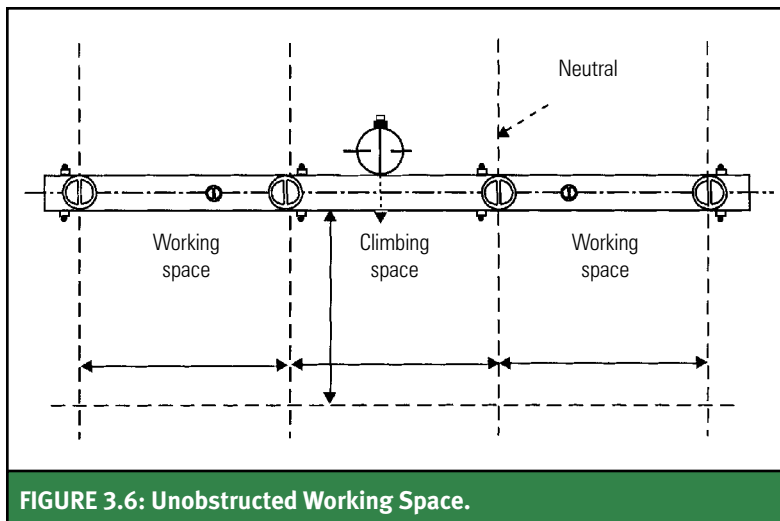 Neutral
Working
space
Climbing
space
Working
space
FIGURE 3.6: Unobstructed Working Space.